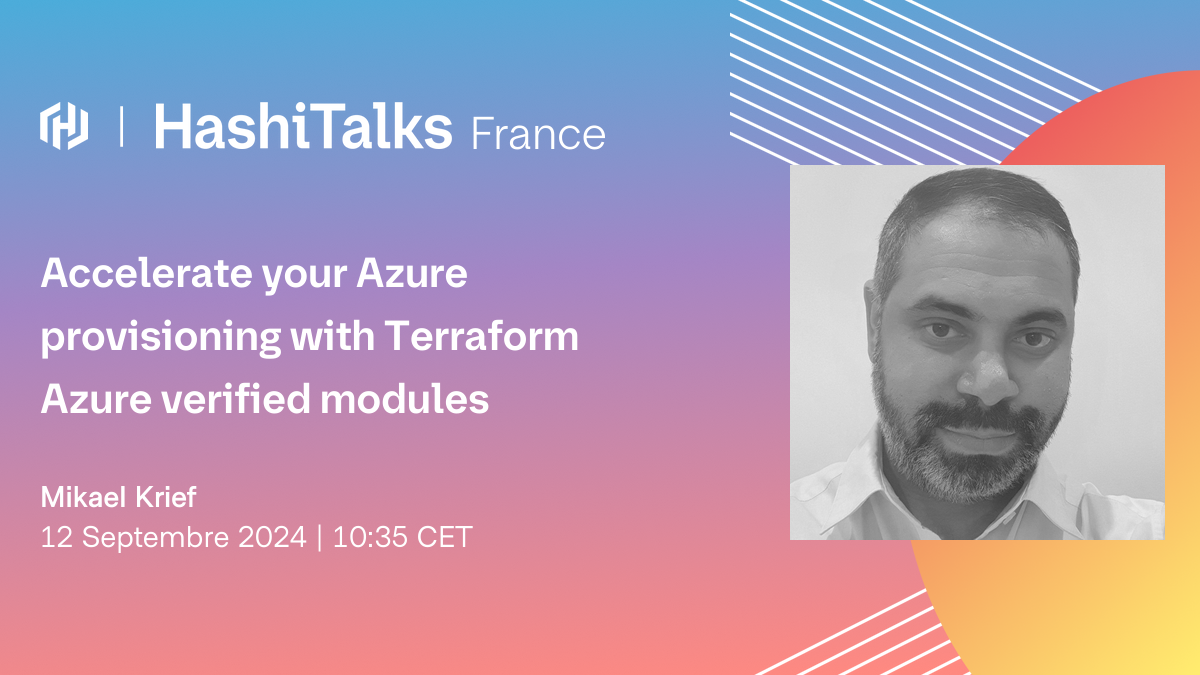 HashiTalks France
Accelerate your Azure
provisioning with Terraform
Azure verified modules
Mikael Krief
12 Septembre 2024 | 10:35 CET